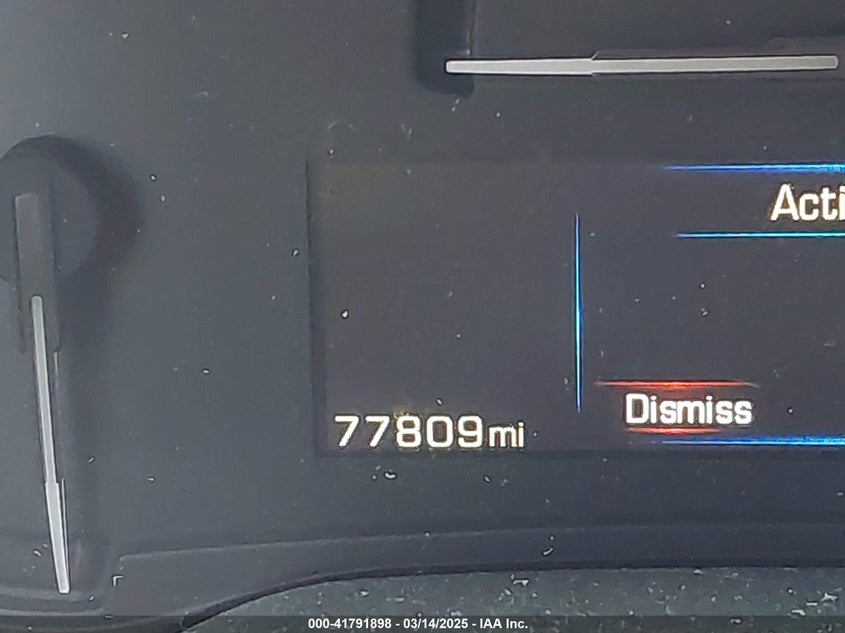 Acti
77809mi
Dismiss
000-41791898 - 03/14/2025 - IAA Inc.